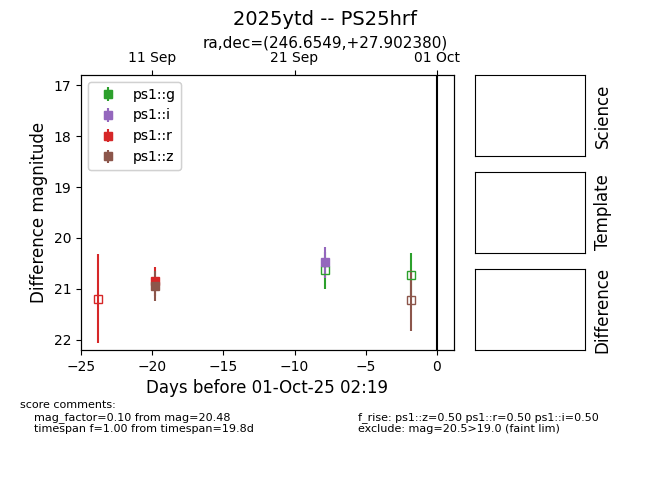 2025ytd -- PS25hrf
ra,dec=(246.6549,+27.902380)
11 Sep 21 Sep 01 Oct
ps1::g
ps1::i
ps1::r
ps1::z
17
18
19
20
21
22
Difference magnitude
−25 −20 −15 −10 −5 0
Days before 01-Oct-25 02:19
Science
Template
Difference
score comments:
mag_factor=0.10 from mag=20.48
timespan f=1.00 from timespan=19.8d
f_rise: ps1::z=0.50 ps1::r=0.50 ps1::i=0.50
exclude: mag=20.5>19.0 (faint lim)